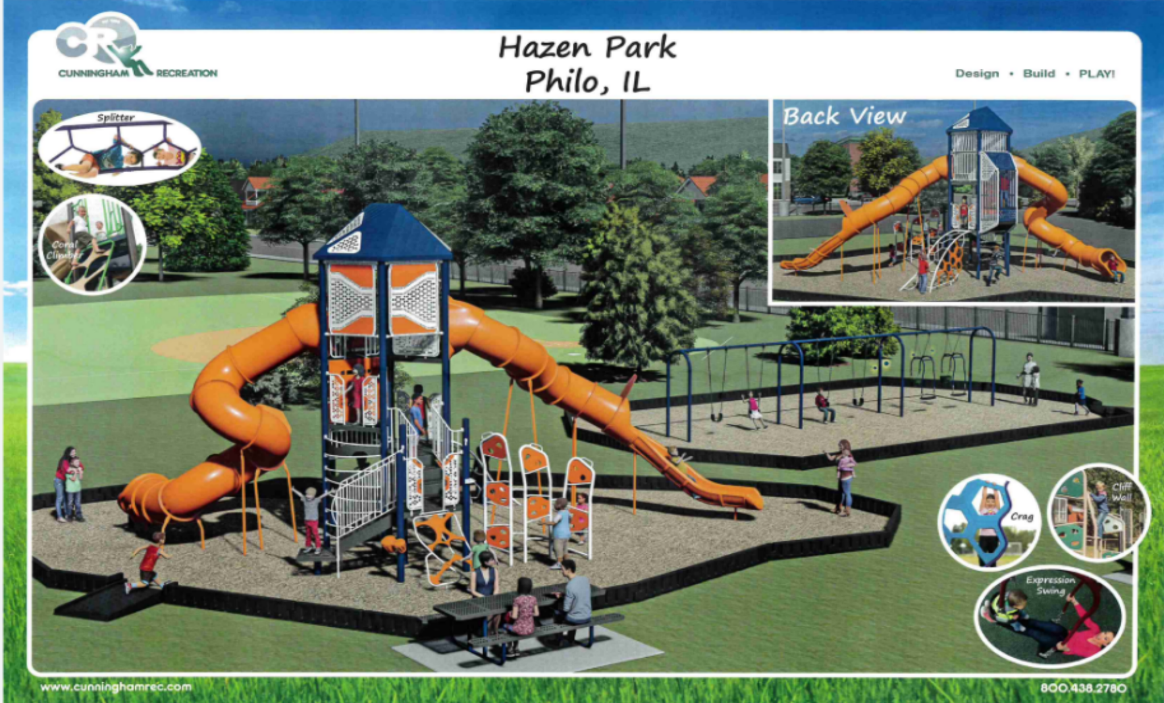 Hazen Park
Philo, IL
CR
CUNNINGHAM RECREATION
Design • Build • PLAY!
Splitter
Coral
Climber
Back View
Crag
Cliff
Wall
Expression
Swing
www.cunninghamrec.com
800.438.2780